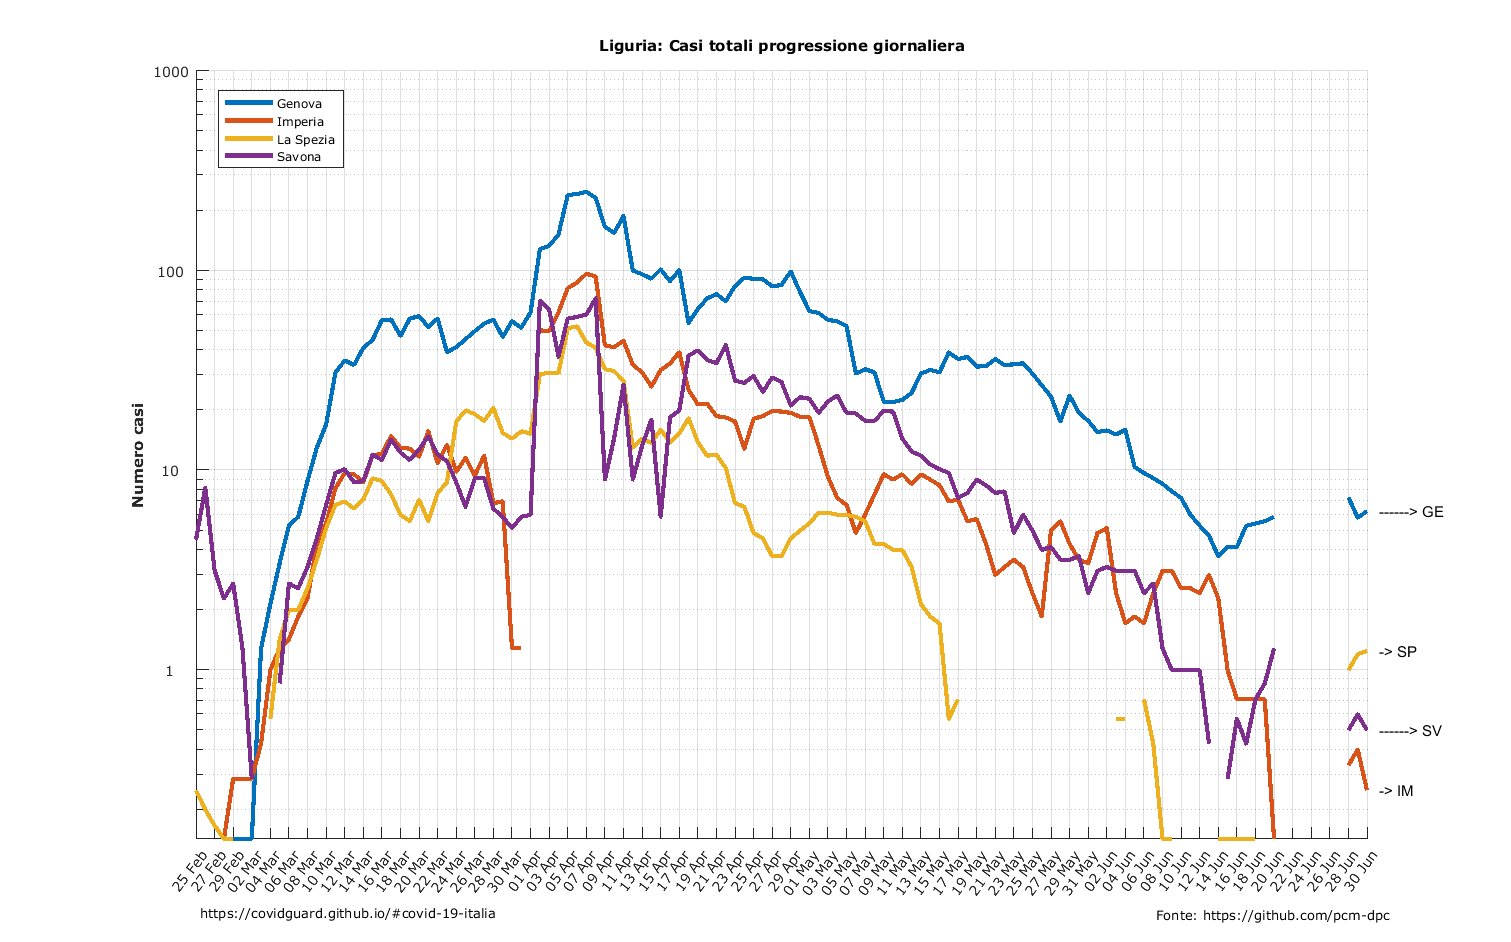 Liguria: Casi totali progressione giornaliera
1000
100
10
1
Numero casi
Genova
Imperia
La Spezia
Savona
------> GE
-> SP
------> SV
-> IM
25 Feb
27 Feb
29 Feb
02 Mar
04 Mar
06 Mar
08 Mar
10 Mar
12 Mar
14 Mar
16 Mar
18 Mar
20 Mar
22 Mar
24 Mar
26 Mar
28 Mar
30 Mar
01 Apr
03 Apr
05 Apr
07 Apr
09 Apr
11 Apr
13 Apr
15 Apr
17 Apr
19 Apr
21 Apr
23 Apr
25 Apr
27 Apr
29 Apr
01 May
03 May
05 May
07 May
09 May
11 May
13 May
15 May
17 May
19 May
21 May
23 May
25 May
27 May
29 May
31 May
02 Jun
04 Jun
06 Jun
08 Jun
10 Jun
12 Jun
14 Jun
16 Jun
18 Jun
20 Jun
22 Jun
24 Jun
26 Jun
28 Jun
30 Jun
https://covidguard.github.io/#covid-19-italia
Fonte: https://github.com/pcm-dpc